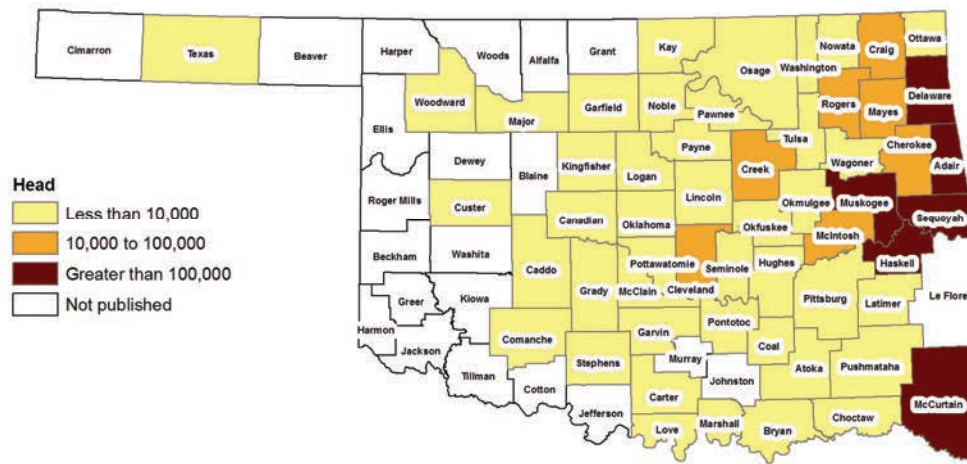 Cimarron
Texas
Beaver
Harper
Woods
Alfalfa
Grant
Kay
Osage
Washington
Nowata
Craig
Ottawa
Woodward
Major
Garfield
Noble
Pawnee
Rogers
Mayes
Delaware
Ellis
Dewey
Blaine
Kingfisher
Logan
Payne
Creek
Tulsa
Wagoner
Cherokee
Adair
Roger Mills
Custer
Canadian
Oklahoma
Lincoln
Okfuskee
Okmulgee
Muskogee
Sequoyah
Beckham
Washita
Caddo
Grady
McClain
Pottawatomie
Cleveland
Seminole
Hughes
McIntosh
Haskell
Pittsburg
Latimer
Le Flore
Greer
Kiowa
Harmon
Jackson
Comanche
Stephens
Garvin
Pontotoc
Murray
Coal
Atoka
Pushmataha
Tillman
Cotton
Jefferson
Carter
Johnston
Love
Marshall
Bryan
Choctaw
McCurtain
Head
Less than 10,000
10,000 to 100,000
Greater than 100,000
Not published